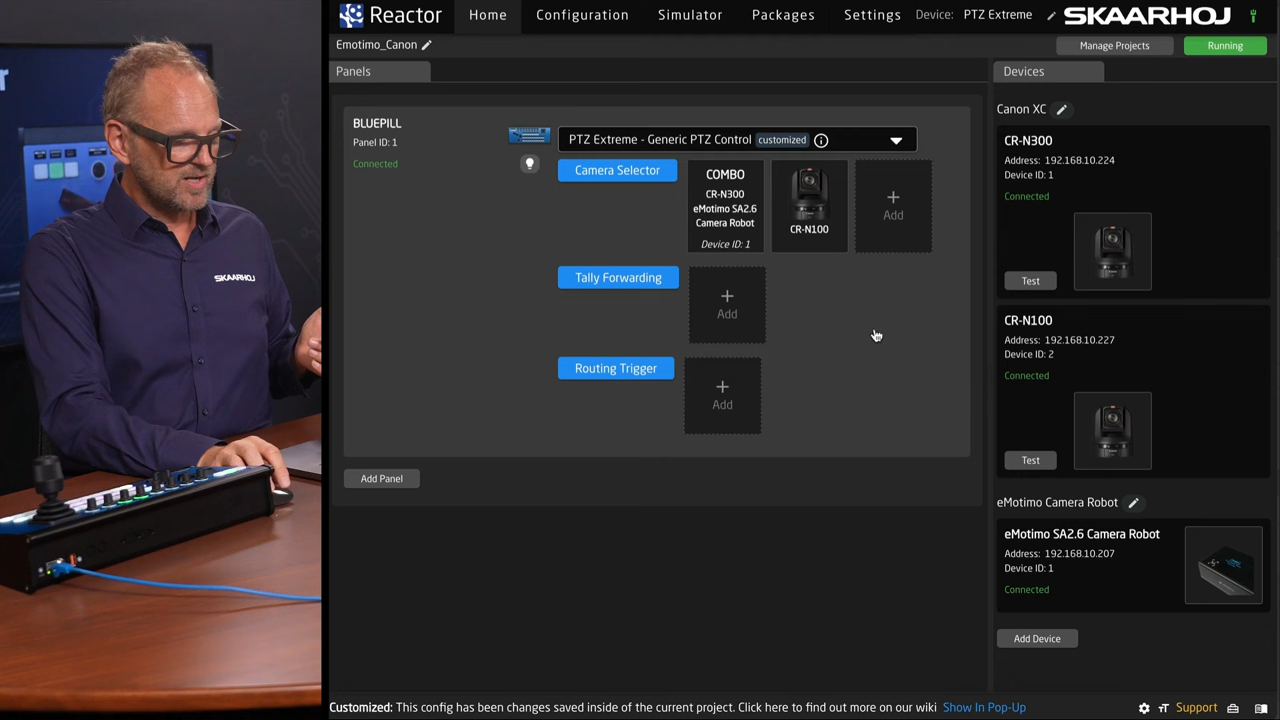 r
SKAARHOJ
Reactor
Home
Configuration
Simulator
Packages
Settings
Device: PTZ Extreme
SKAARHOJ
Emotimo_Canon
Manage Projects
Running
Panels
BLUEPILL
Panel ID: 1
Connected
PTZ Extreme - Generic PTZ Control customized
Camera Selector
COMBO
CR-N300
eMotimo SA2.6
Camera Robot
Device ID: 1
CR-N100
+
Add
Tally Forwarding
+
Add
Routing Trigger
+
Add
Add Panel
Devices
Canon XC
CR-N300
Address: 192.168.10.224
Device ID: 1
Connected
Test
CR-N100
Address: 192.168.10.227
Device ID: 2
Connected
Test
eMotimo Camera Robot
eMotimo SA2.6 Camera Robot
Address: 192.168.10.207
Device ID: 1
Connected
Add Device
Customized: This config has been changes saved inside of the current project. Click here to find out more on our wiki Show In Pop-Up
Support